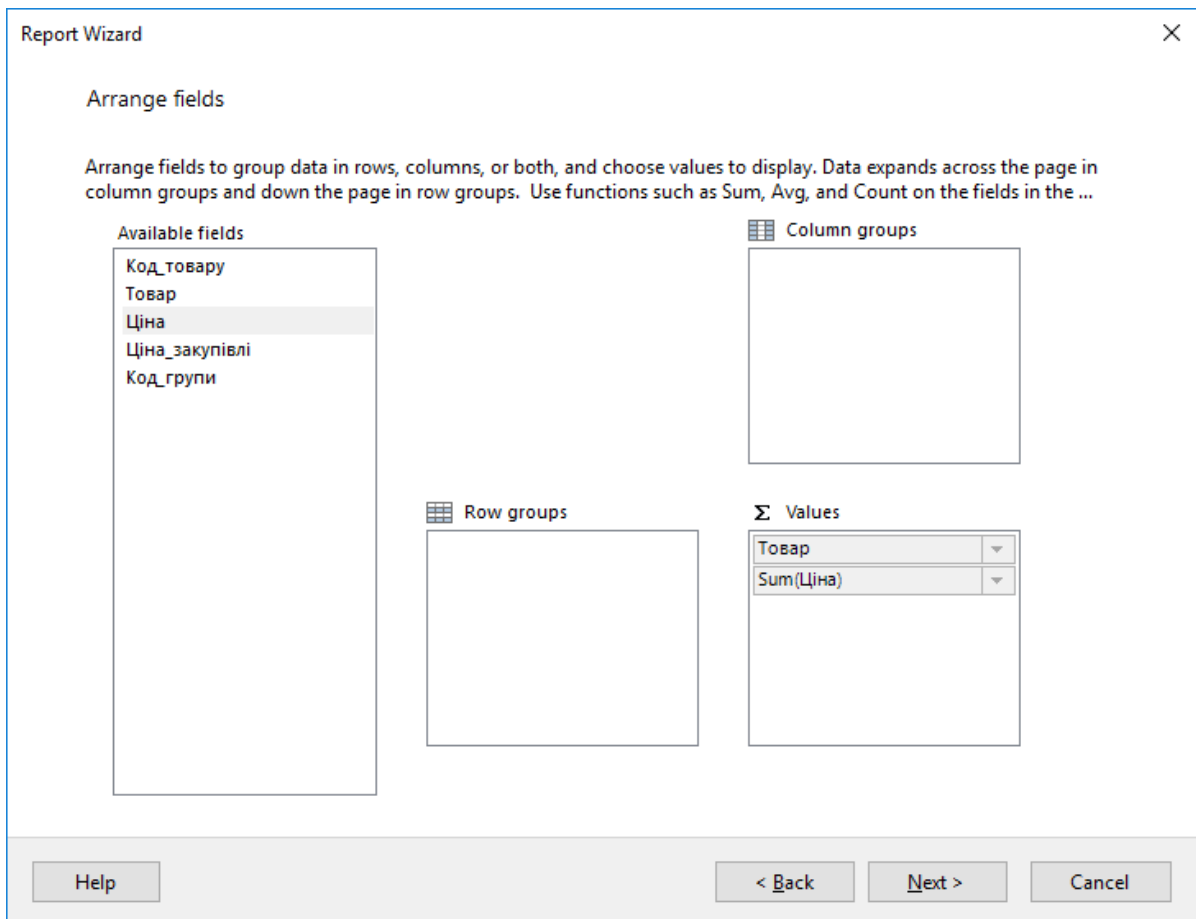 Report Wizard
Arrange fields
Arrange fields to group data in rows, columns, or both, and choose values to display. Data expands across the page in
column groups and down the page in row groups.  Use functions such as Sum, Avg, and Count on the fields in the ...
Available fields
Код_товару
Товар
Ціна
Ціна_закупівлі
Код_групи
Column groups
Row groups
Σ Values
Товар
Sum(Ціна)
Help
< Back
Next >
Cancel